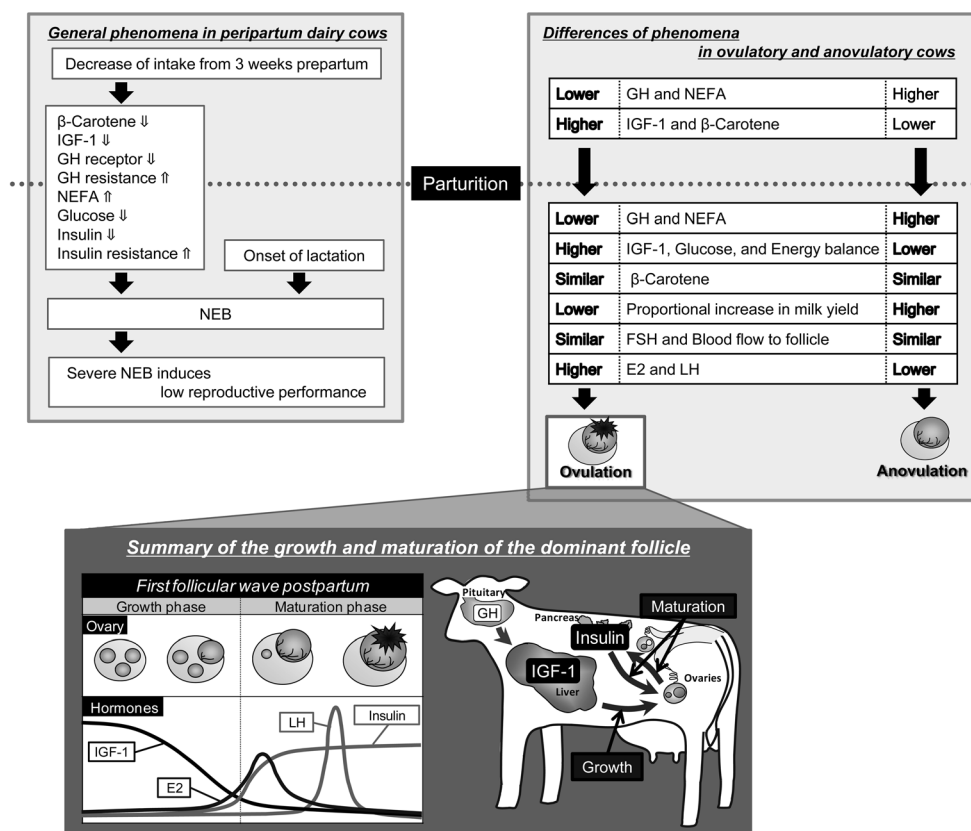 General phenomena in peripartum dairy cows
Decrease of intake from 3 weeks prepartum
β-Carotene ⇓
IGF-1 ⇓
GH receptor ⇓
GH resistance ⇑
NEFA ⇑
Glucose ⇓
Insulin ⇓
Insulin resistance ⇑
Onset of lactation
NEB
Severe NEB induces
low reproductive performance
Parturition
Differences of phenomena
in ovulatory and anovulatory cows
Lower GH and NEFA Higher
Higher IGF-1 and β-Carotene Lower
Lower GH and NEFA Higher
Higher IGF-1, Glucose, and Energy balance Lower
Similar β-Carotene Similar
Lower Proportional increase in milk yield Higher
Similar FSH and Blood flow to follicle Similar
Higher E2 and LH Lower
Ovulation
Anovulation
Summary of the growth and maturation of the dominant follicle
First follicular wave postpartum
Growth phase Maturation phase
Ovary
Hormones
IGF-1
E2
LH
Insulin
Pituitary
GH
Pancreas
Insulin
Maturation
IGF-1
Liver
Ovaries
Growth